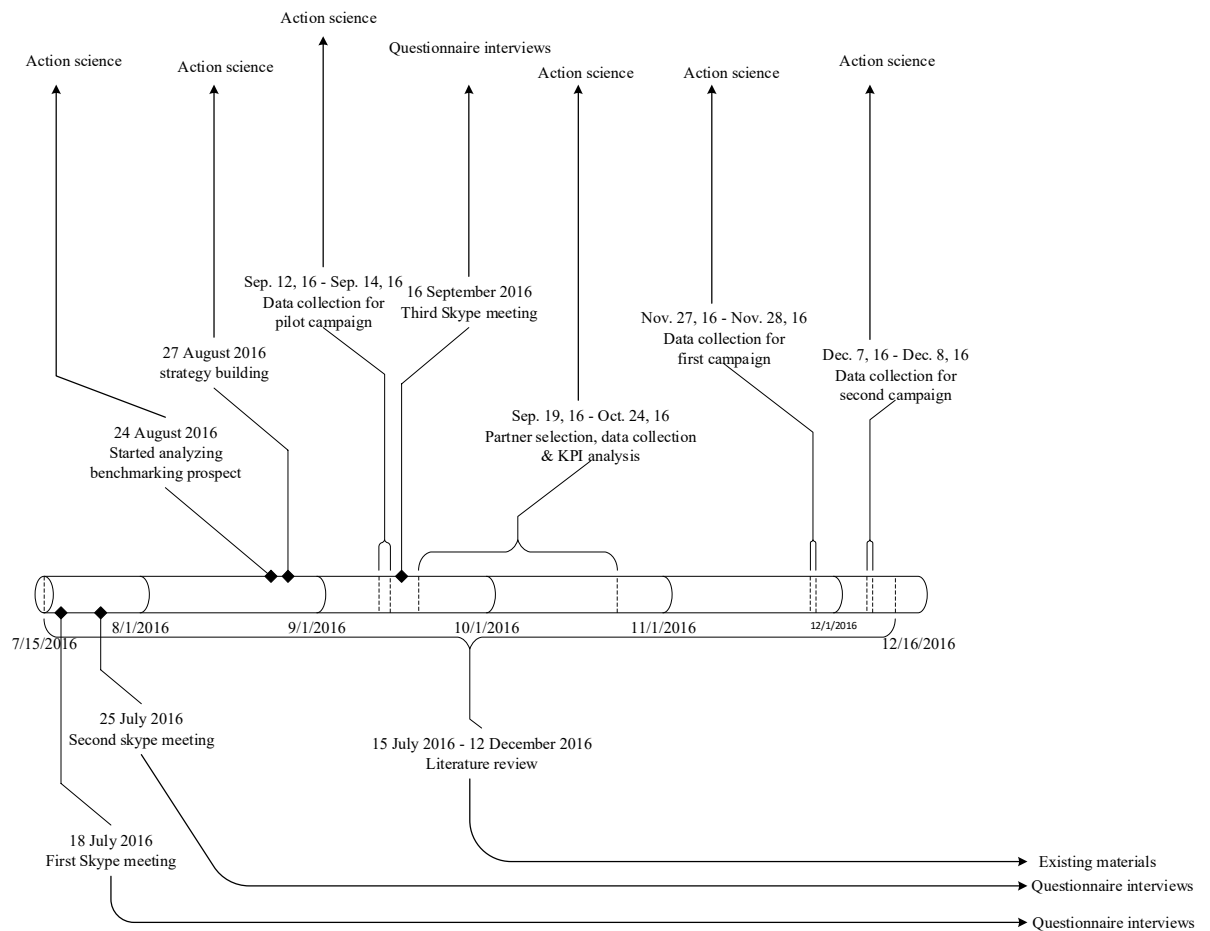 Action science
Questionnaire interviews
Action science
Action science
Action science
Action science
Action science
Sep. 12, 16 - Sep. 14, 16
Data collection for
pilot campaign
16 September 2016
Third Skype meeting
Nov. 27, 16 - Nov. 28, 16
Data collection for
first campaign
27 August 2016
strategy building
Dec. 7, 16 - Dec. 8, 16
Data collection for
second campaign
Sep. 19, 16 - Oct. 24, 16
Partner selection, data collection
& KPI analysis
24 August 2016
Started analyzing
benchmarking prospect
7/15/2016
8/1/2016
9/1/2016
10/1/2016
11/1/2016
12/1/2016
12/16/2016
25 July 2016
Second skype meeting
15 July 2016 - 12 December 2016
Literature review
18 July 2016
First Skype meeting
Existing materials
Questionnaire interviews
Questionnaire interviews